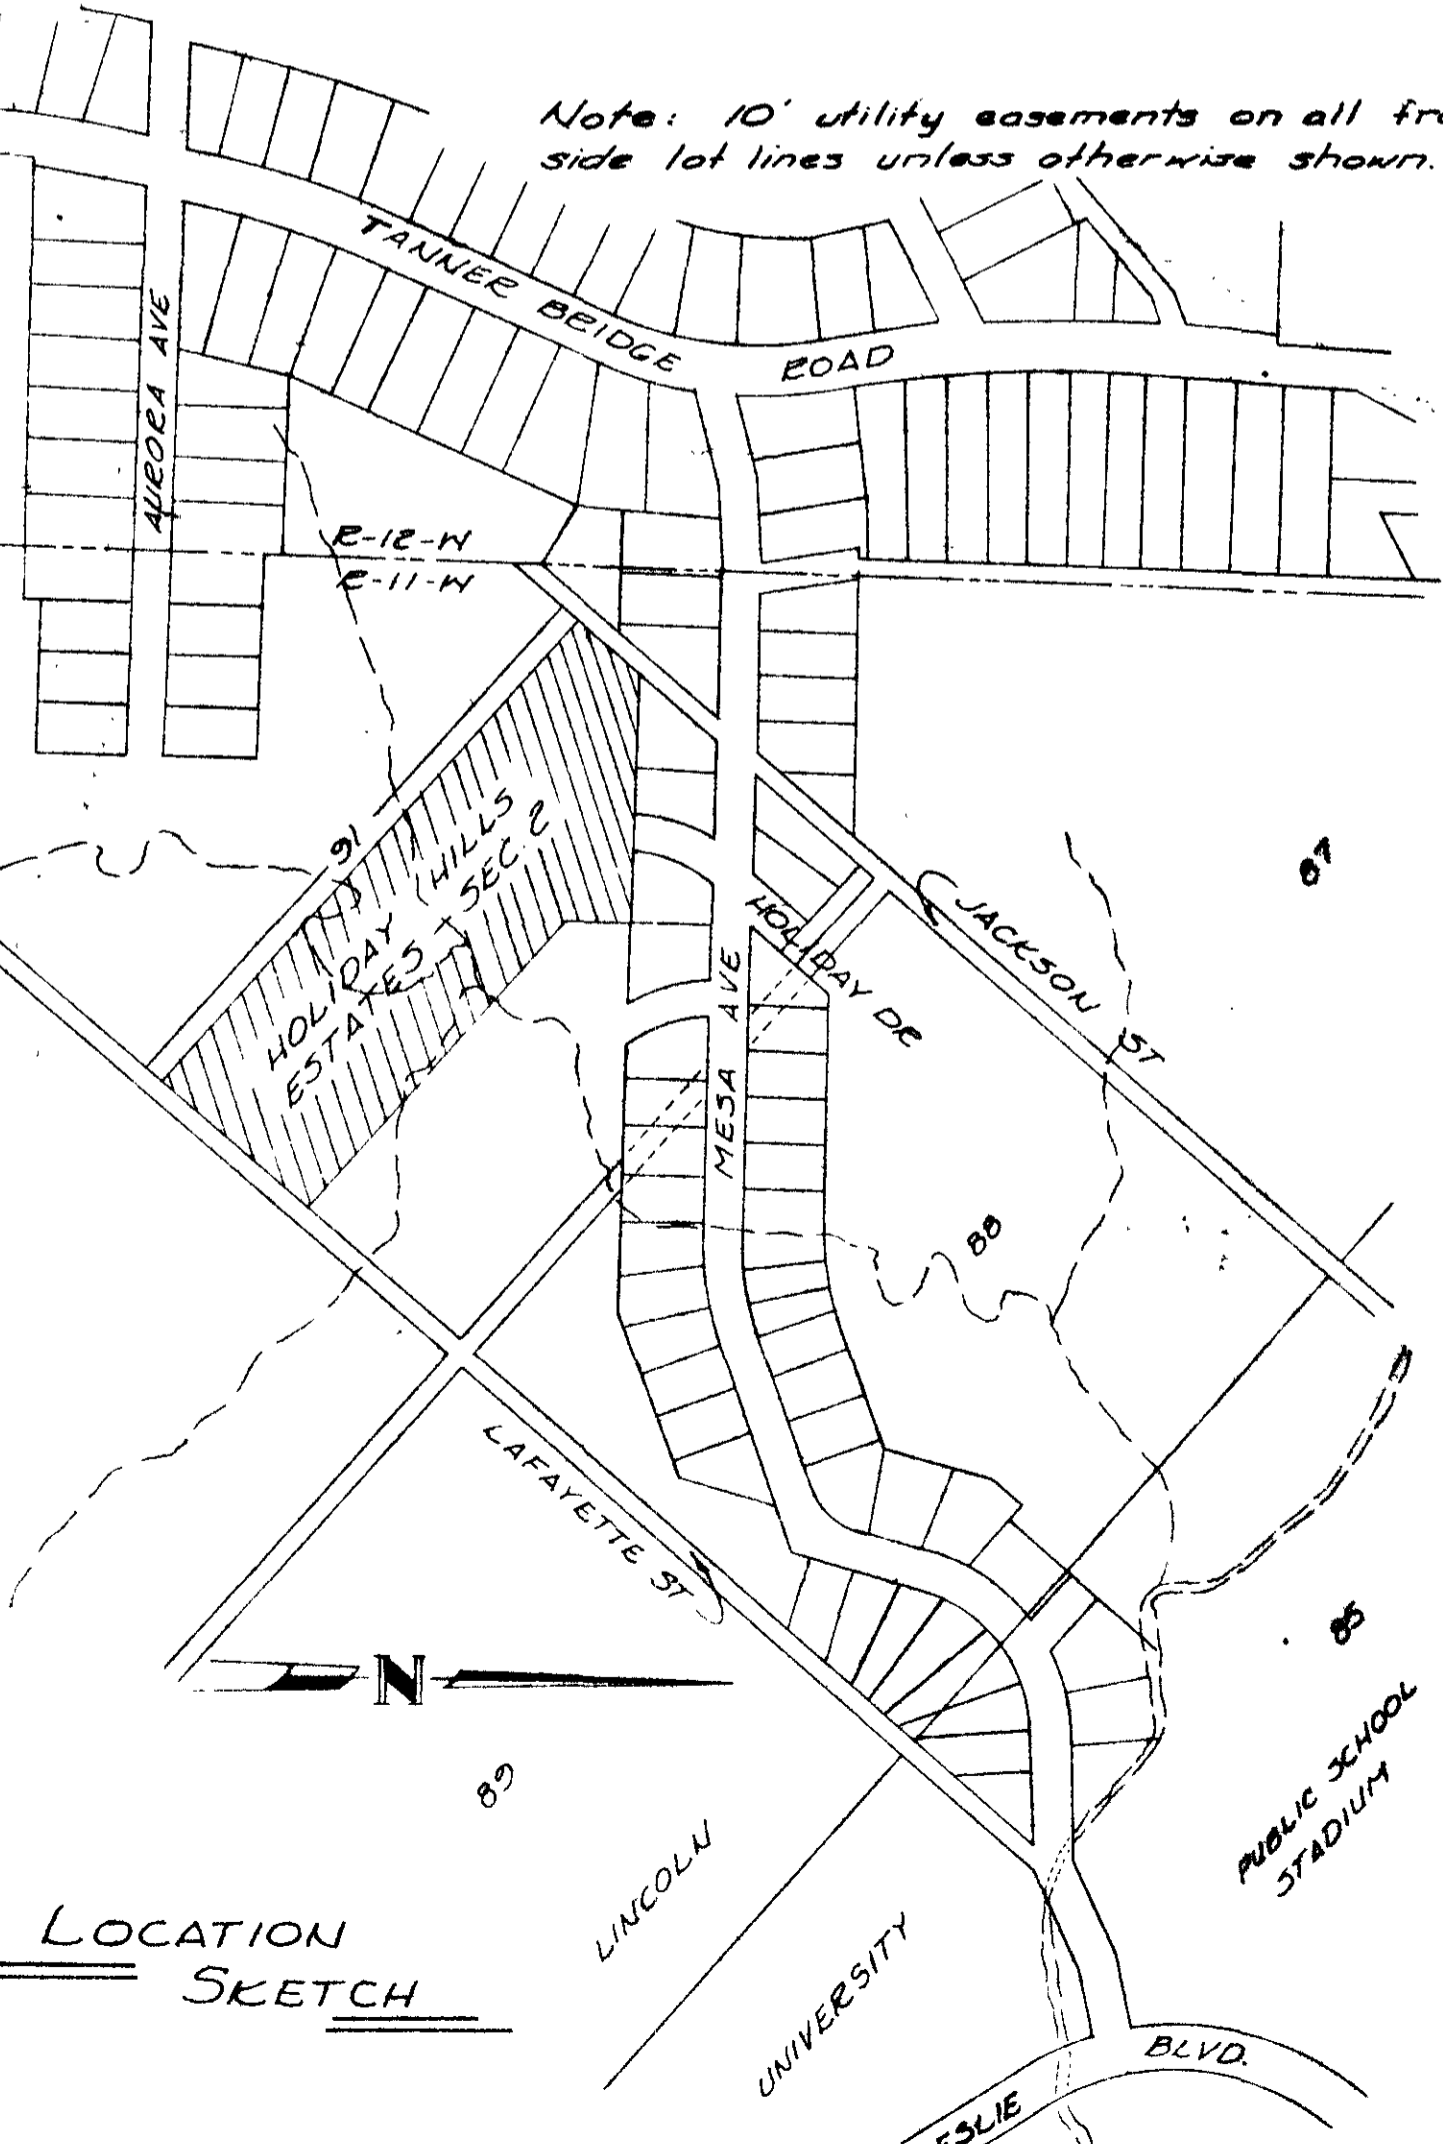 Note: 10' utility easements on all
side lot lines unless otherwise shown.
TANNER BRIDGE ROAD
AURORA AVE
R-12-W
R-11-W
91
HOLIDAY HILLS
ESTATES SEC. 2
87
HOLIDAY DR
JACKSON ST
MESA AVE
88
LAFAYETTE ST
N
85
PUBLIC SCHOOL
STADIUM
89
LINCOLN
UNIVERSITY
LOCATION
SKETCH
BLVD.